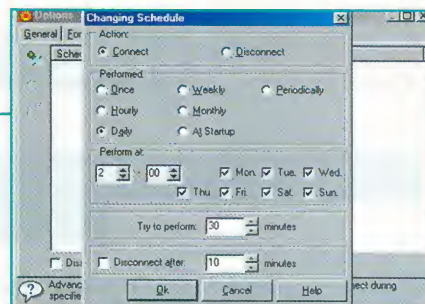 Options
Changing Schedule
General
For
Action:
Connect Disconnect
Sched
Performed:
Once Weekly Periodically
Hourly Monthly
Daily At Startup
Perform at:
2 : 00 Mon. Tue. Wed.
Thu Fri. Sat. Sun.
Try to perform: 30 minutes
Disconnect after: 10 minutes
Dis
Ok Cancel Help
Advanc
ect during
specifie